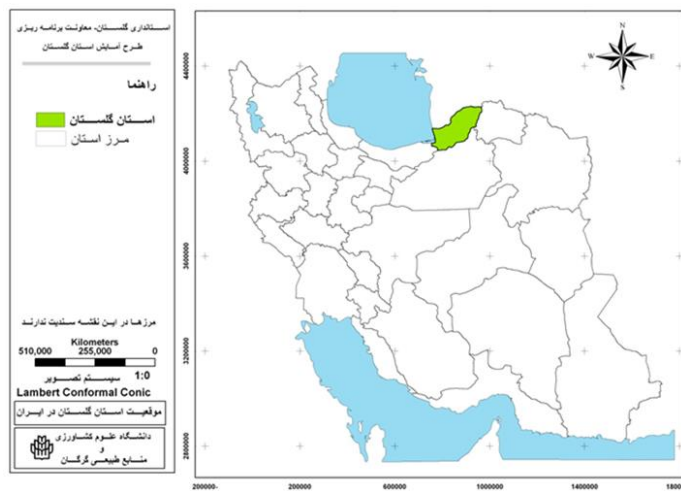 استانداری گلستان- معاونت برنامه ریزی
طرح آمایش استان گلستان
راهنما
استان گلستان
مرز استان
مرزها در این نقشه سندیت ندارند
Kilometers
510,000 255,000 0
سیستم تصویر 1:0
Lambert Conformal Conic
موقعیت استان گلستان در ایران
دانشگاه علوم کشاورزی
و
منابع طبیعی گرگان
N
W E
S
4400000
4000000
3600000
3200000
2800000
200000- 200000 600000 1000000 1400000 1800